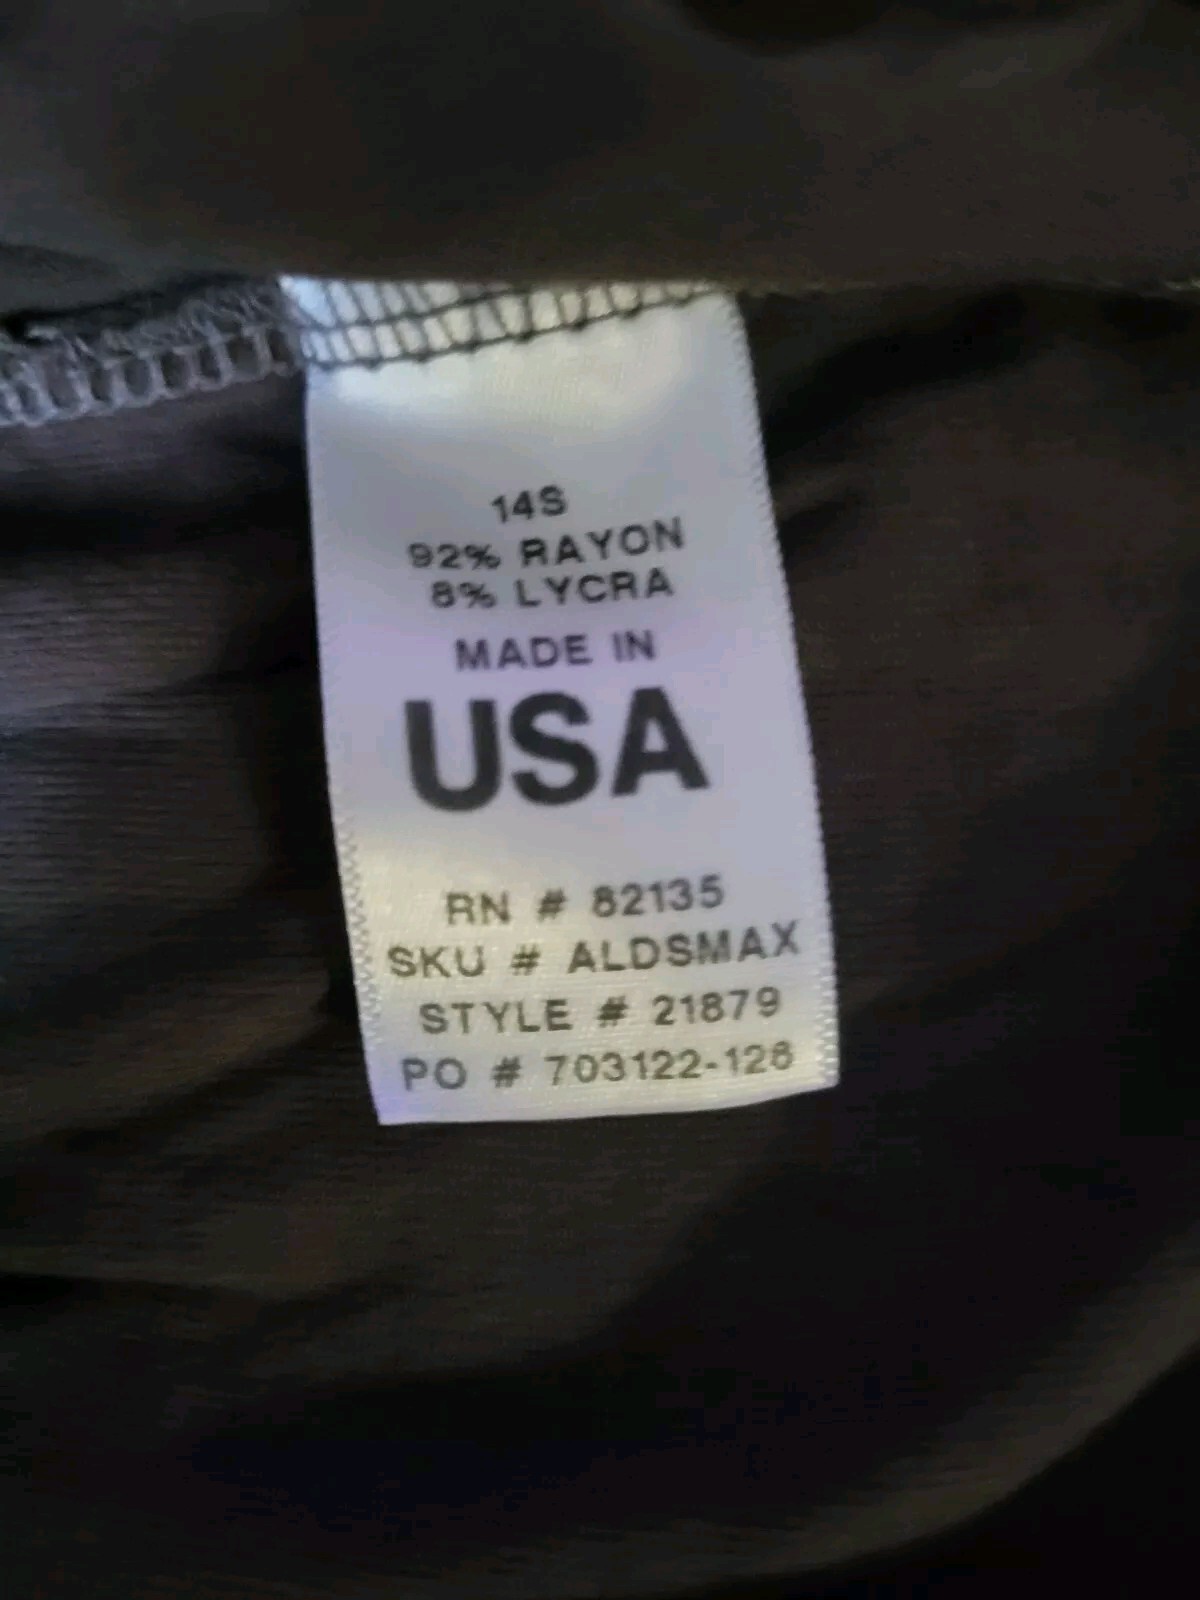 14S
92% RAYON
8% LYCRA
MADE IN
USA
RN # 82135
SKU # ALDSMAX
STYLE # 21879
PO # 703122-128